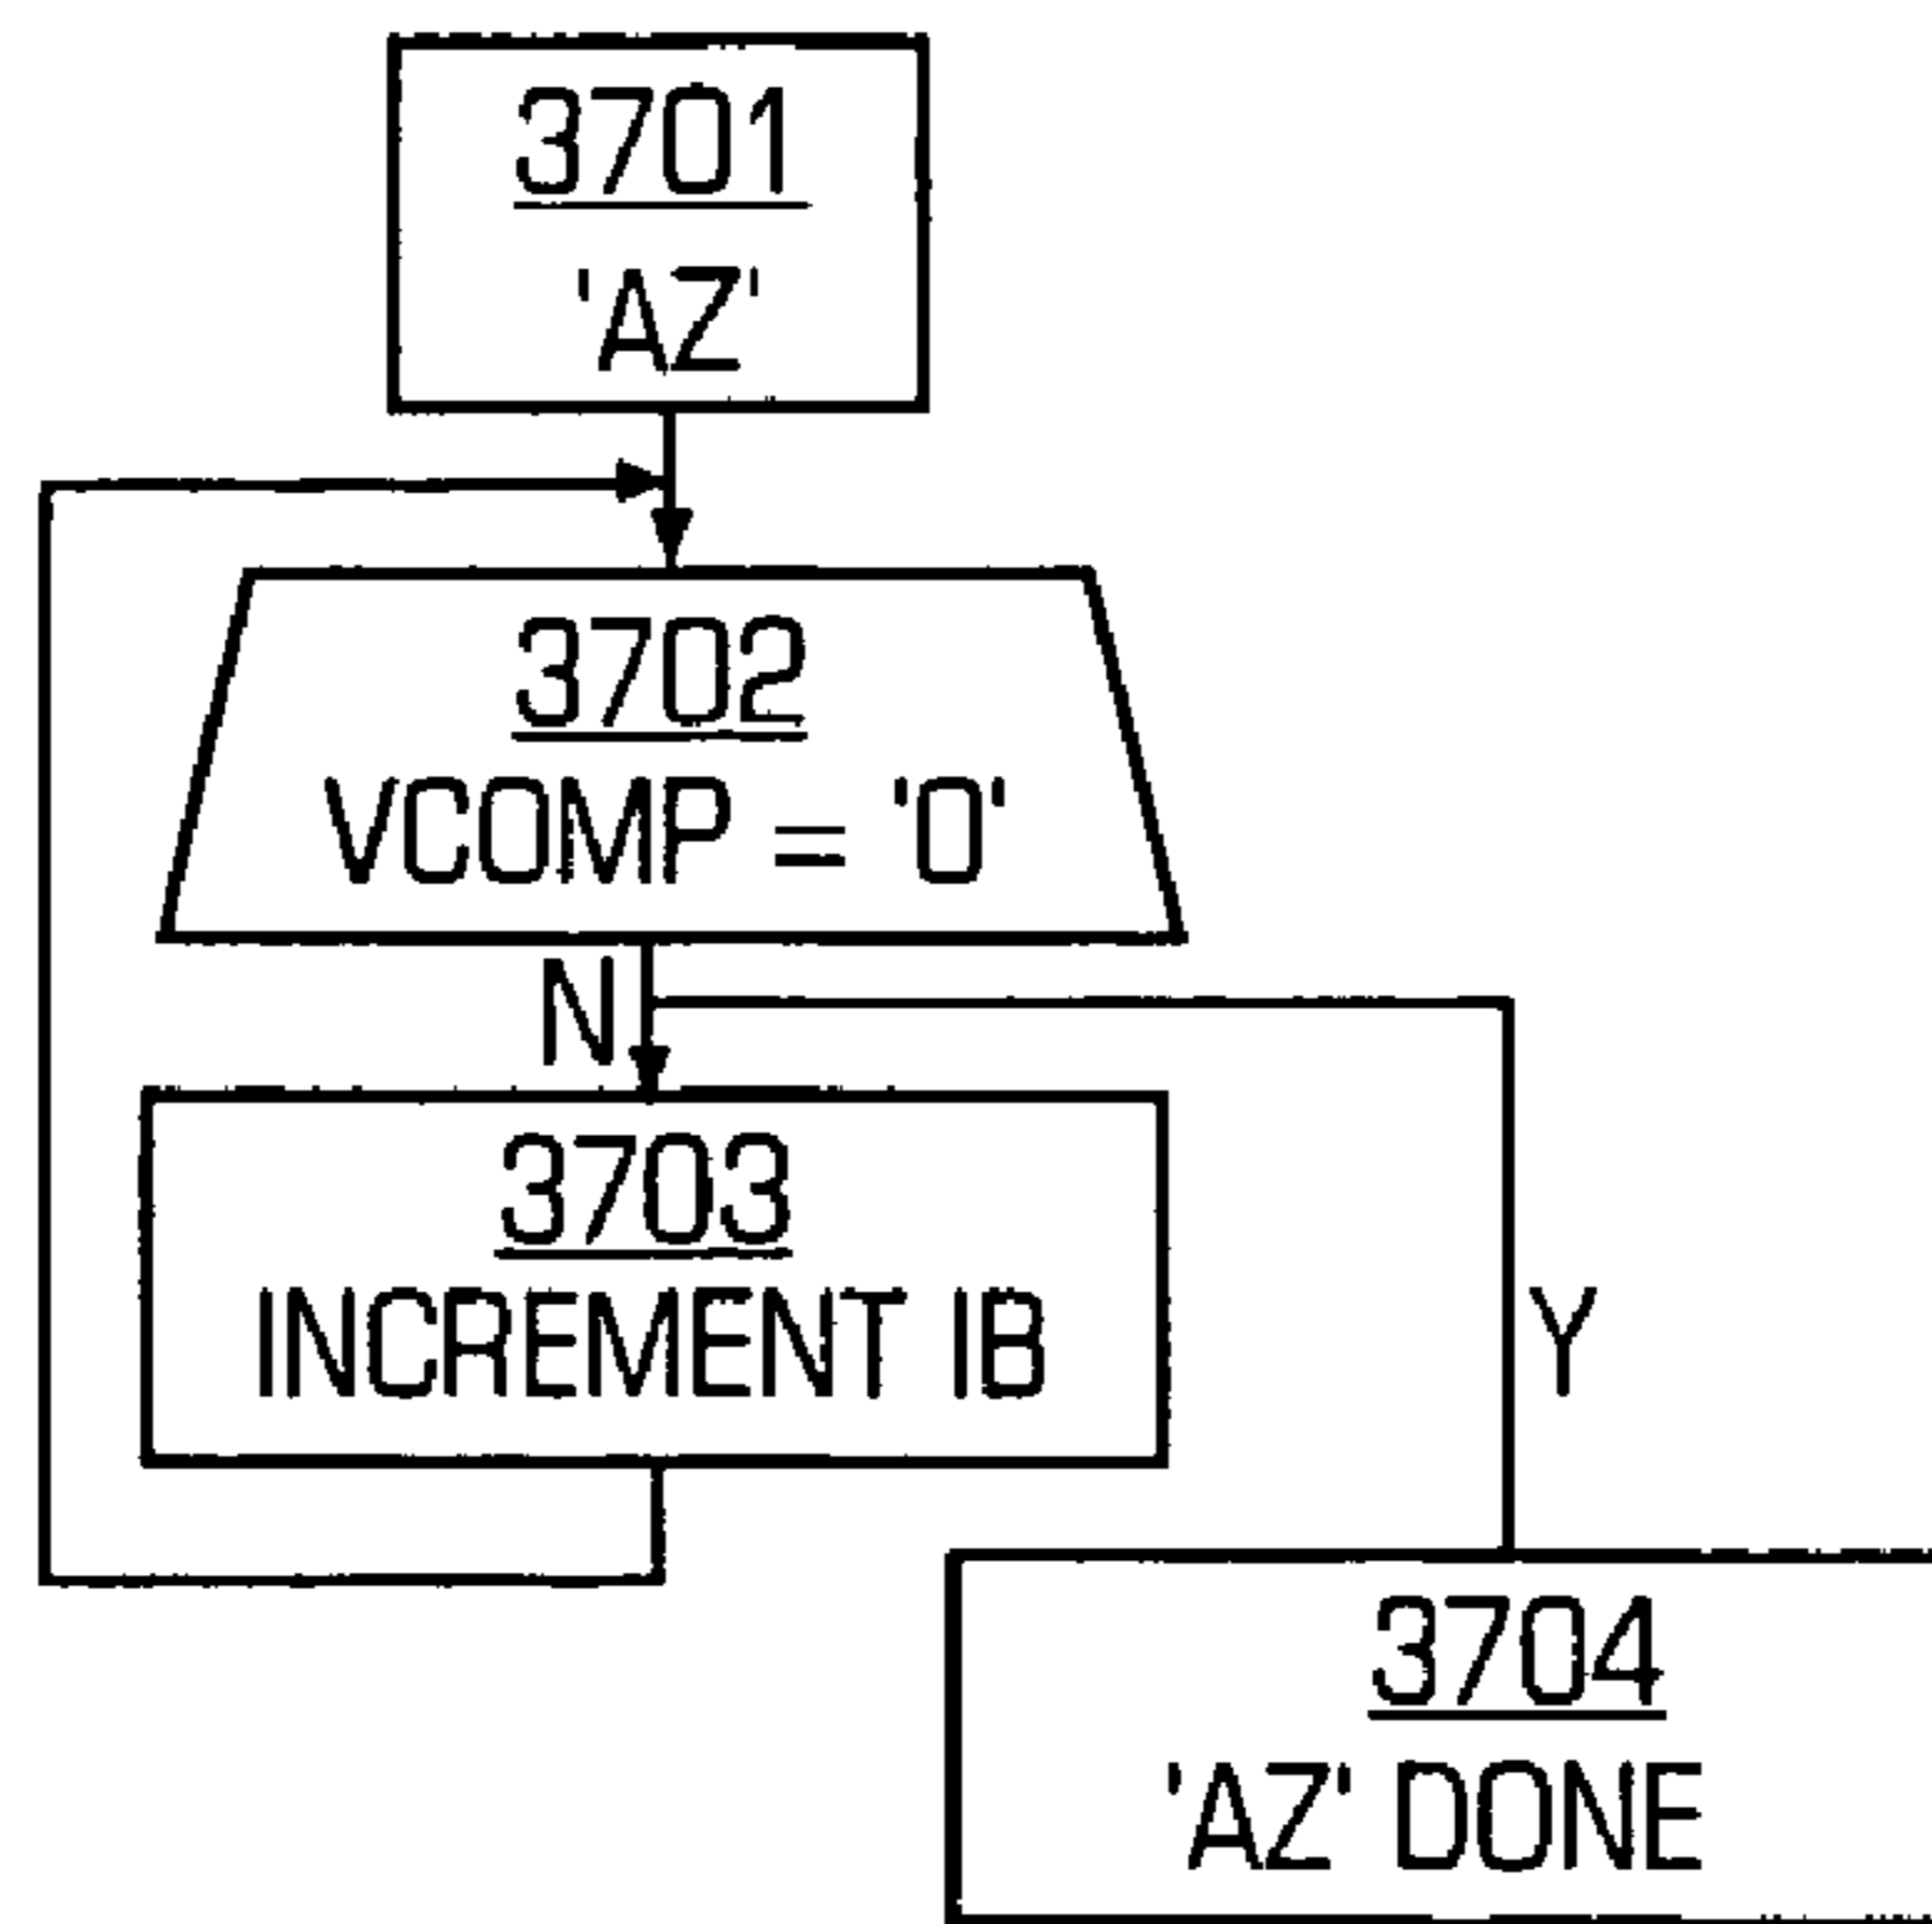 3701
'AZ'
3702
VCOMP = '0'
N
3703
INCREMENT IB
Y
3704
'AZ' DONE